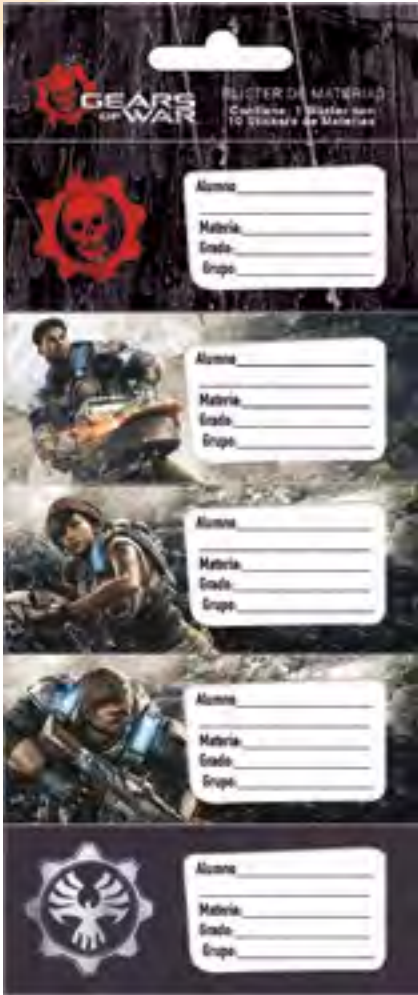 GEARS
OF WAR
BLISTER DE MATERIAS
Contiene: 1 Blister con
10 Stickers de Materias
Alumno
Materia
Grado
Grupo
Alumno
Materia
Grado
Grupo
Alumno
Materia
Grado
Grupo
Alumno
Materia
Grado
Grupo
Alumno
Materia
Grado
Grupo